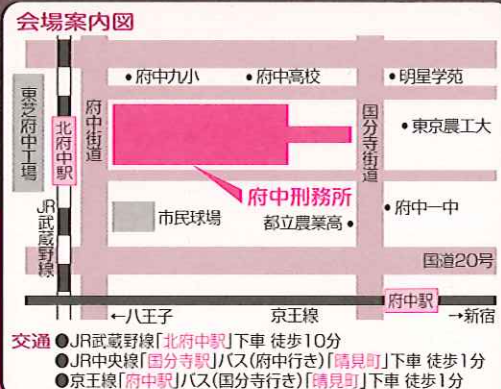 会場案内図
・府中九小
・府中高校
・明星学苑
東芝府中工場
北府中駅
府中街道
国分寺街道
・東京農工大
府中刑務所
JR武蔵野線
市民球場
都立農業高・
・府中一中
国道20号
府中駅
←八王子
京王線
→新宿
交通 ●JR武蔵野線「北府中駅」下車 徒歩10分
●JR中央線「国分寺駅」バス(府中行き)「晴見町」下車 徒歩1分
●京王線「府中駅」バス(国分寺行き)「晴見町」下車 徒歩1分